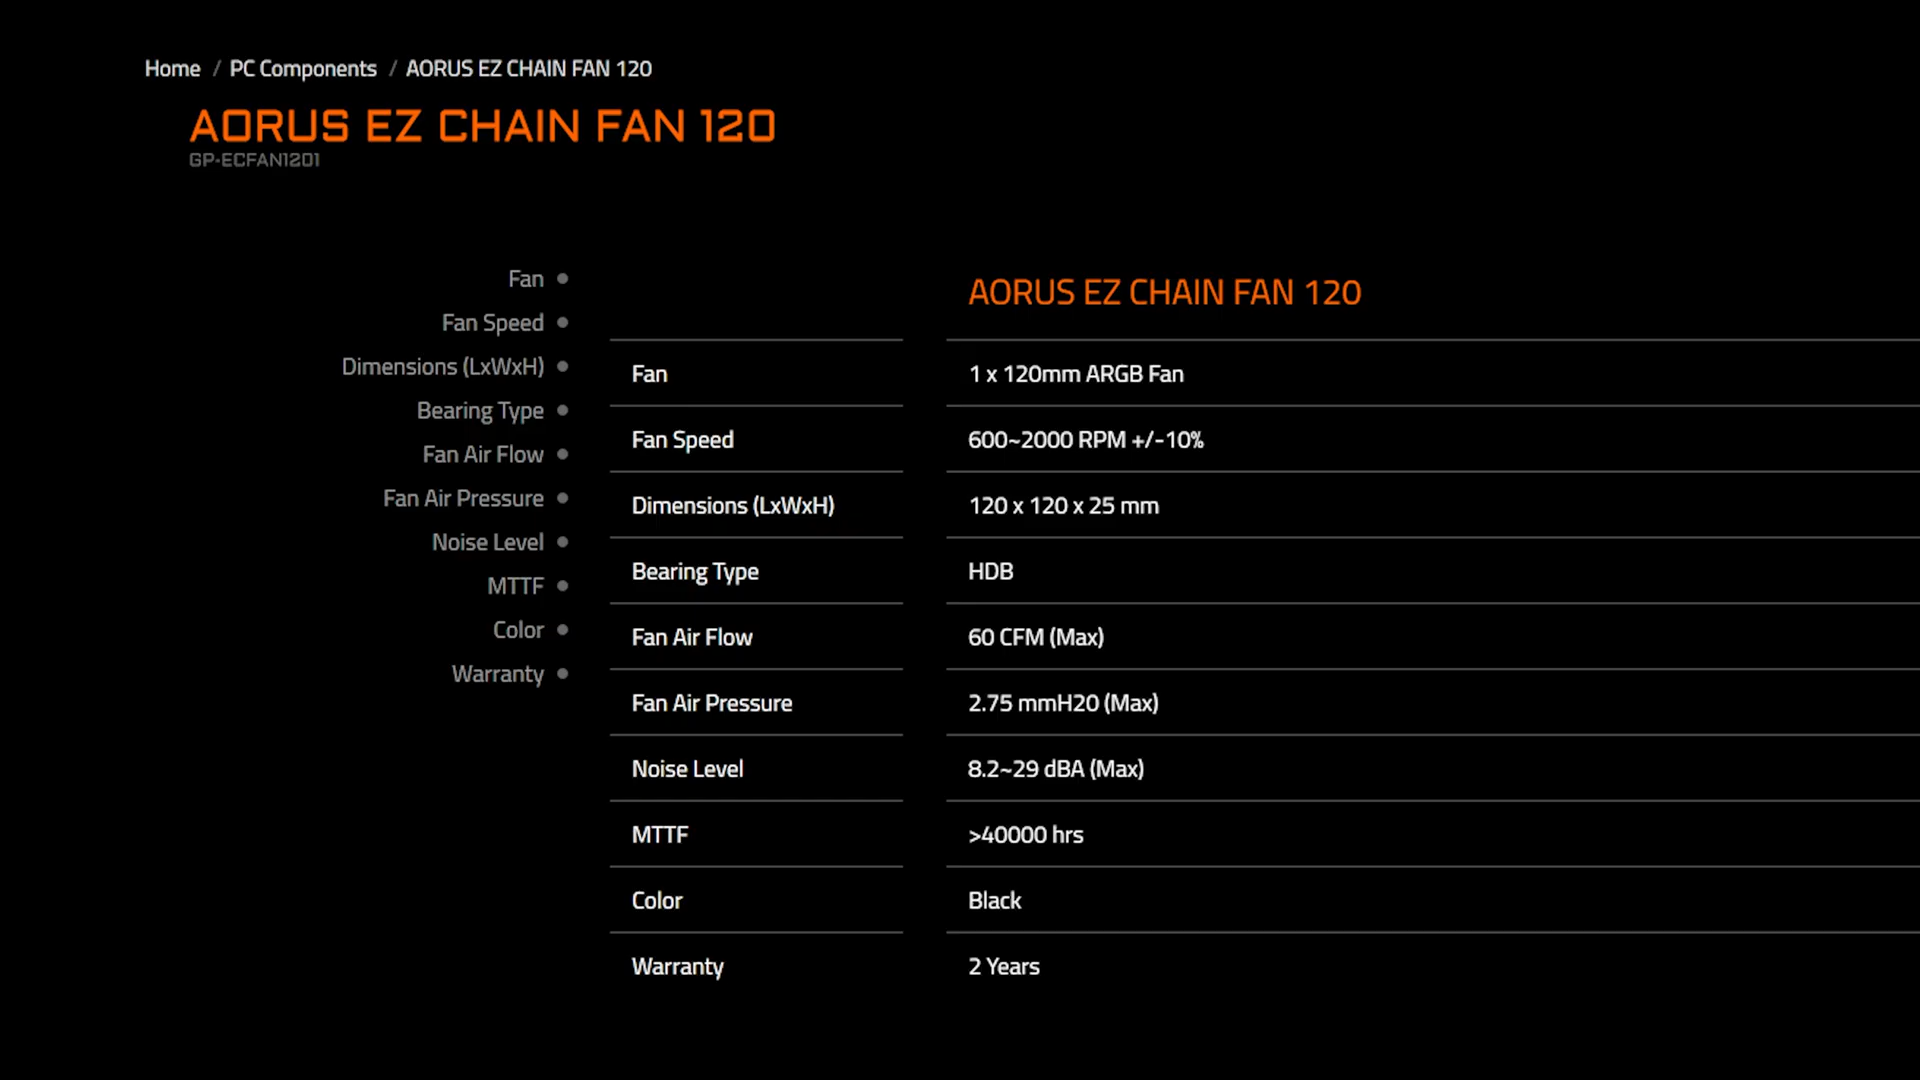 Home / PC Components / AORUS EZ CHAIN FAN 120
AORUS EZ CHAIN FAN 120
GP-ECFAN1201
Fan
Fan Speed
Dimensions (LxWxH)
Bearing Type
Fan Air Flow
Fan Air Pressure
Noise Level
MTTF
Color
Warranty
AORUS EZ CHAIN FAN 120
Fan 1 x 120mm ARGB Fan
Fan Speed 600~2000 RPM +/-10%
Dimensions (LxWxH) 120 x 120 x 25 mm
Bearing Type HDB
Fan Air Flow 60 CFM (Max)
Fan Air Pressure 2.75 mmH20 (Max)
Noise Level 8.2~29 dBA (Max)
MTTF >40000 hrs
Color Black
Warranty 2 Years